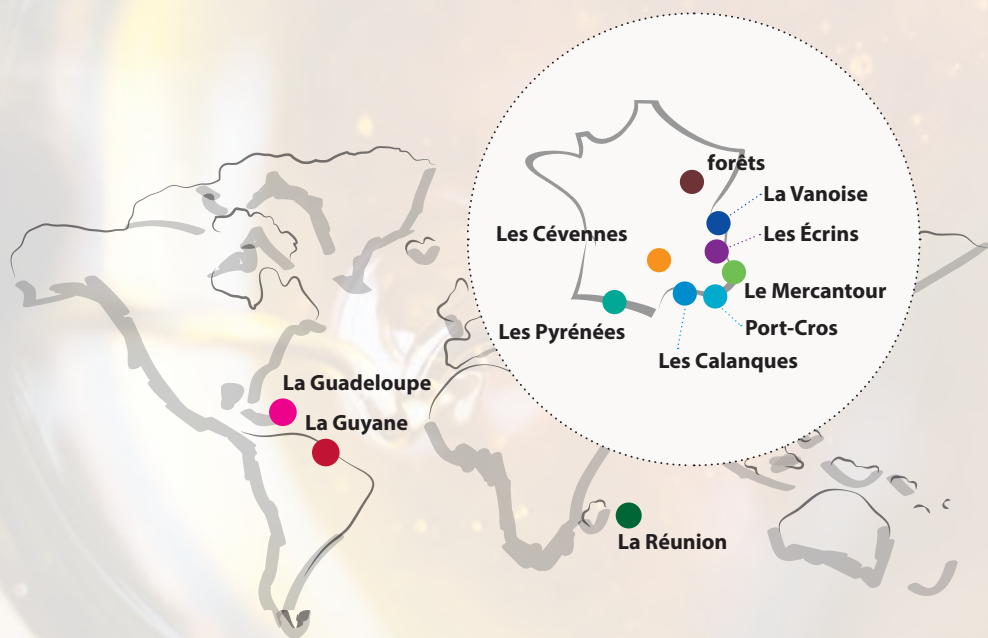 forêts
La Vanoise
Les Cévennes
Les Écrins
Le Mercantour
Les Pyrénées
Port-Cros
Les Calanques
La Guadeloupe
La Guyane
La Réunion